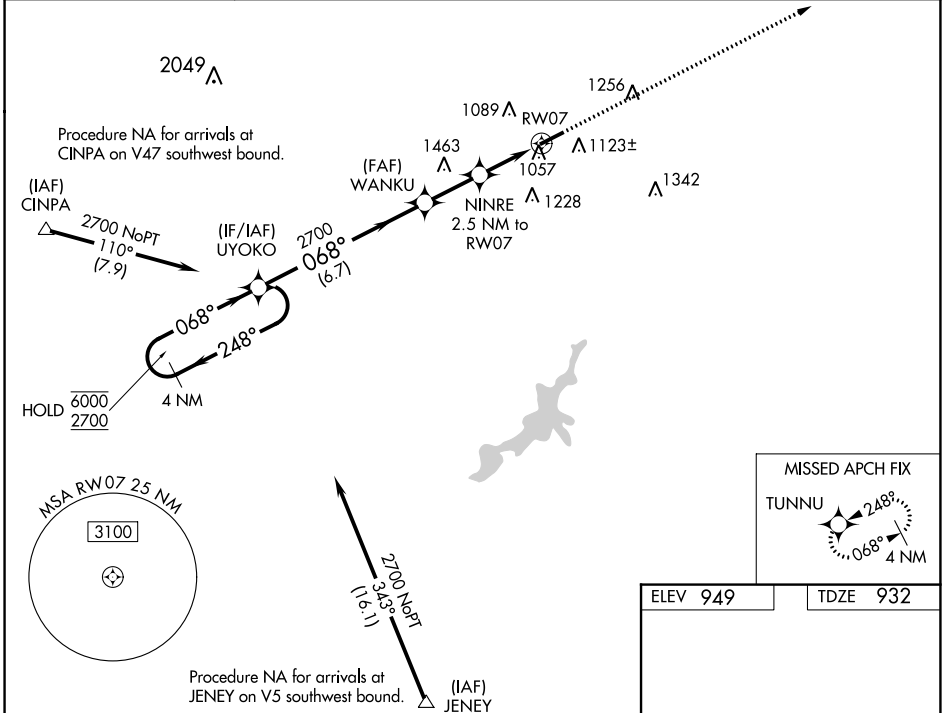 2049
1256
1089
RW07
Procedure NA for arrivals at
CINPA on V47 southwest bound.
1463
1123±
(FAF)
WANKU
1057
1342
(IAF)
CINPA
NINRE
2.5 NM to
RW07
1228
2700 NoPT
110°
(7.9)
(IF/IAF)
UYOKO
2700
068°
(6.7)
068°
248°
4 NM
HOLD 6000
2700
MSA RW07 25 NM
3100
MISSED APCH FIX
TUNNU
248°
068°
4 NM
2700 NoPT
343°
(16.1)
ELEV 949
TDZE 932
Procedure NA for arrivals at
JENEY on V5 southwest bound.
(IAF)
JENEY